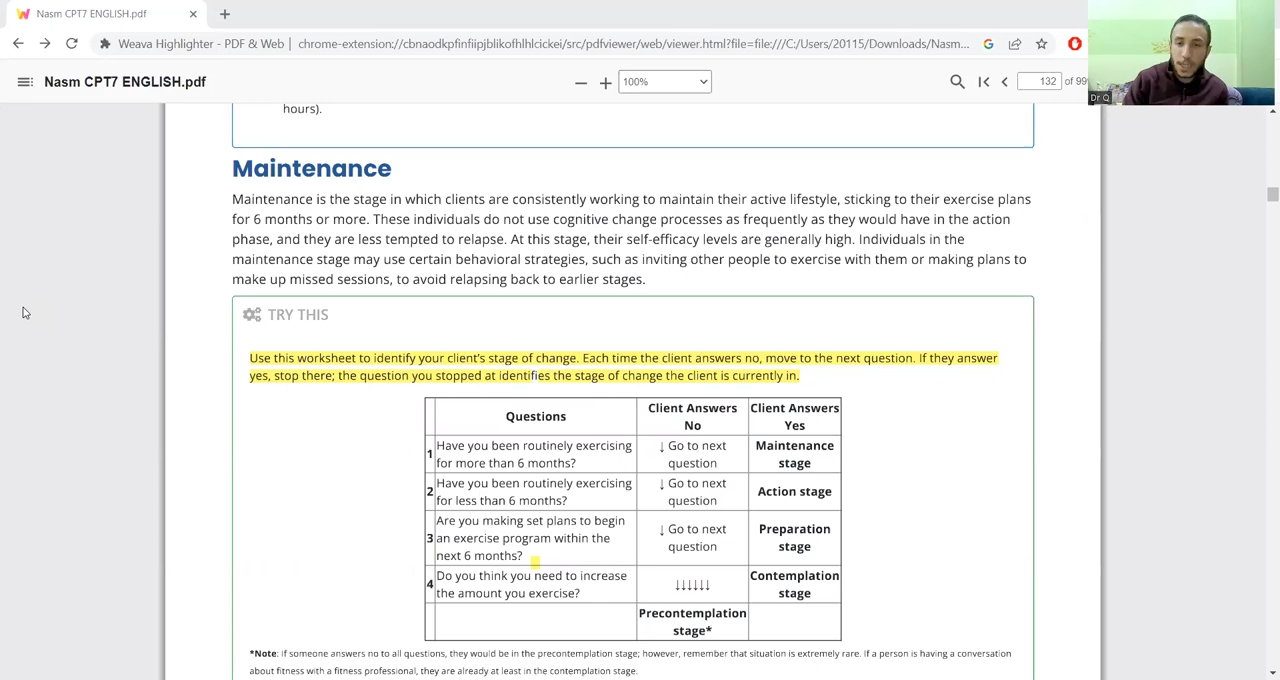 Nasm CPT7 ENGLISH.pdf
Weava Highlighter - PDF & Web | chrome-extension://cbnaodkpfinfiipjblikofhlhlcickei/src/pdfviewer/web/viewer.html?file=file:///C:/Users/20115/Downloads/Nasm...
Nasm CPT7 ENGLISH.pdf
100%
132 of 99
Dr Q
hours).
Maintenance
Maintenance is the stage in which clients are consistently working to maintain their active lifestyle, sticking to their exercise plans
for 6 months or more. These individuals do not use cognitive change processes as frequently as they would have in the action
phase, and they are less tempted to relapse. At this stage, their self-efficacy levels are generally high. Individuals in the
maintenance stage may use certain behavioral strategies, such as inviting other people to exercise with them or making plans to
make up missed sessions, to avoid relapsing back to earlier stages.
TRY THIS
Use this worksheet to identify your client's stage of change. Each time the client answers no, move to the next question. If they answer
yes, stop there; the question you stopped at identifies the stage of change the client is currently in.
Questions
Client Answers
No
Client Answers
Yes
1
Have you been routinely exercising
for more than 6 months?
↓ Go to next
question
Maintenance
stage
2
Have you been routinely exercising
for less than 6 months?
↓ Go to next
question
Action stage
3
Are you making set plans to begin
an exercise program within the
next 6 months?
↓ Go to next
question
Preparation
stage
4
Do you think you need to increase
the amount you exercise?
↓↓↓↓↓↓
Contemplation
stage
Precontemplation
stage*
*Note: If someone answers no to all questions, they would be in the precontemplation stage; however, remember that situation is extremely rare. If a person is having a conversation
about fitness with a fitness professional, they are already at least in the contemplation stage.